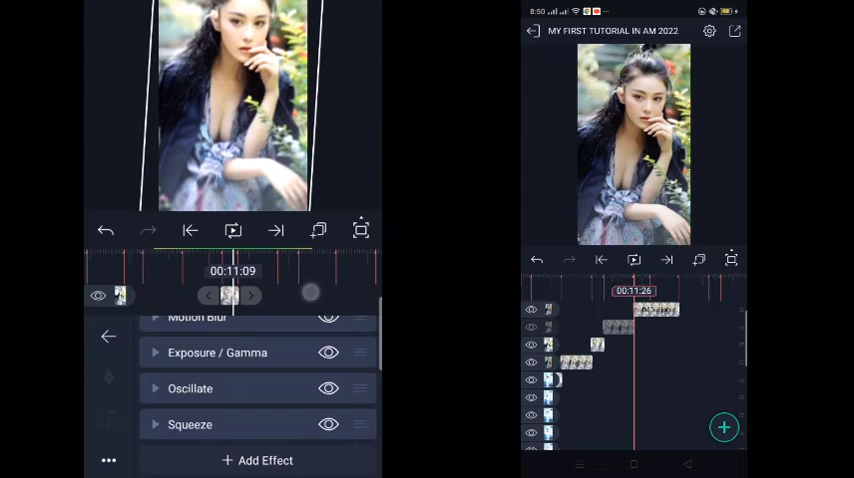 00:11:09
Motion Blur
Exposure / Gamma
Oscillate
Squeeze
+ Add Effect
8:50
MY FIRST TUTORIAL IN AM 2022
00:11:26